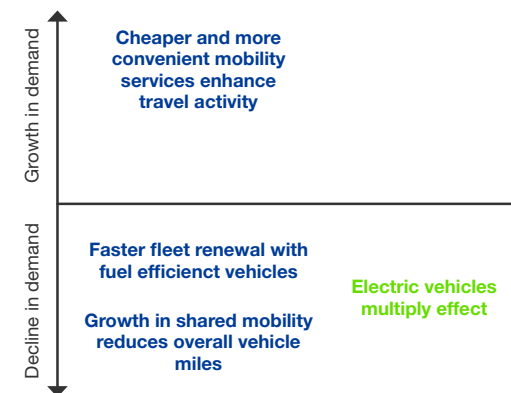 Growth in demand
Cheaper and more
convenient mobility
services enhance
travel activity
Decline in demand
Faster fleet renewal with
fuel efficienct vehicles
Growth in shared mobility
reduces overall vehicle
miles
Electric vehicles
multiply effect